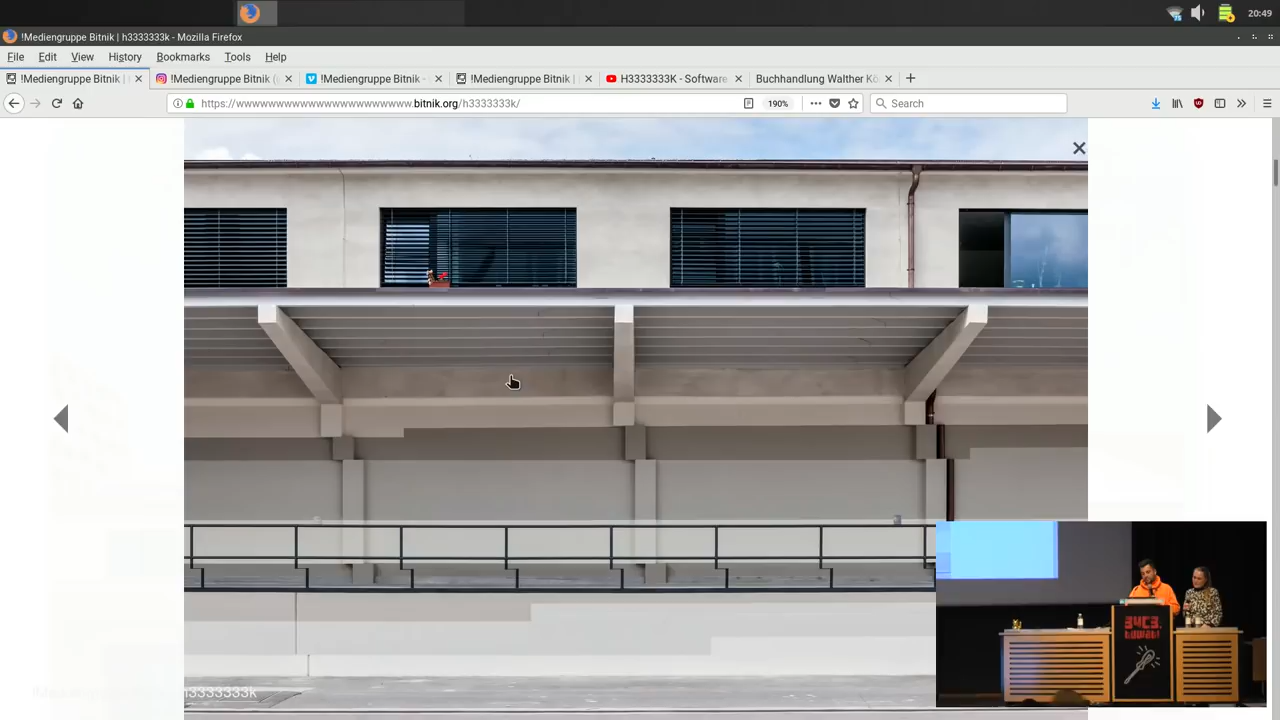 20:49
!Mediengruppe Bitnik | h3333333k - Mozilla Firefox
File Edit View History Bookmarks Tools Help
!Mediengruppe Bitnik | !Mediengruppe Bitnik ( !Mediengruppe Bitnik - !Mediengruppe Bitnik | H3333333K - Software Buchhandlung Walther Kö
https://wwwwwwwwwwwwwwwwwwwwww.bitnik.org/h3333333k/ 190% Search
34C3.
h3333333k